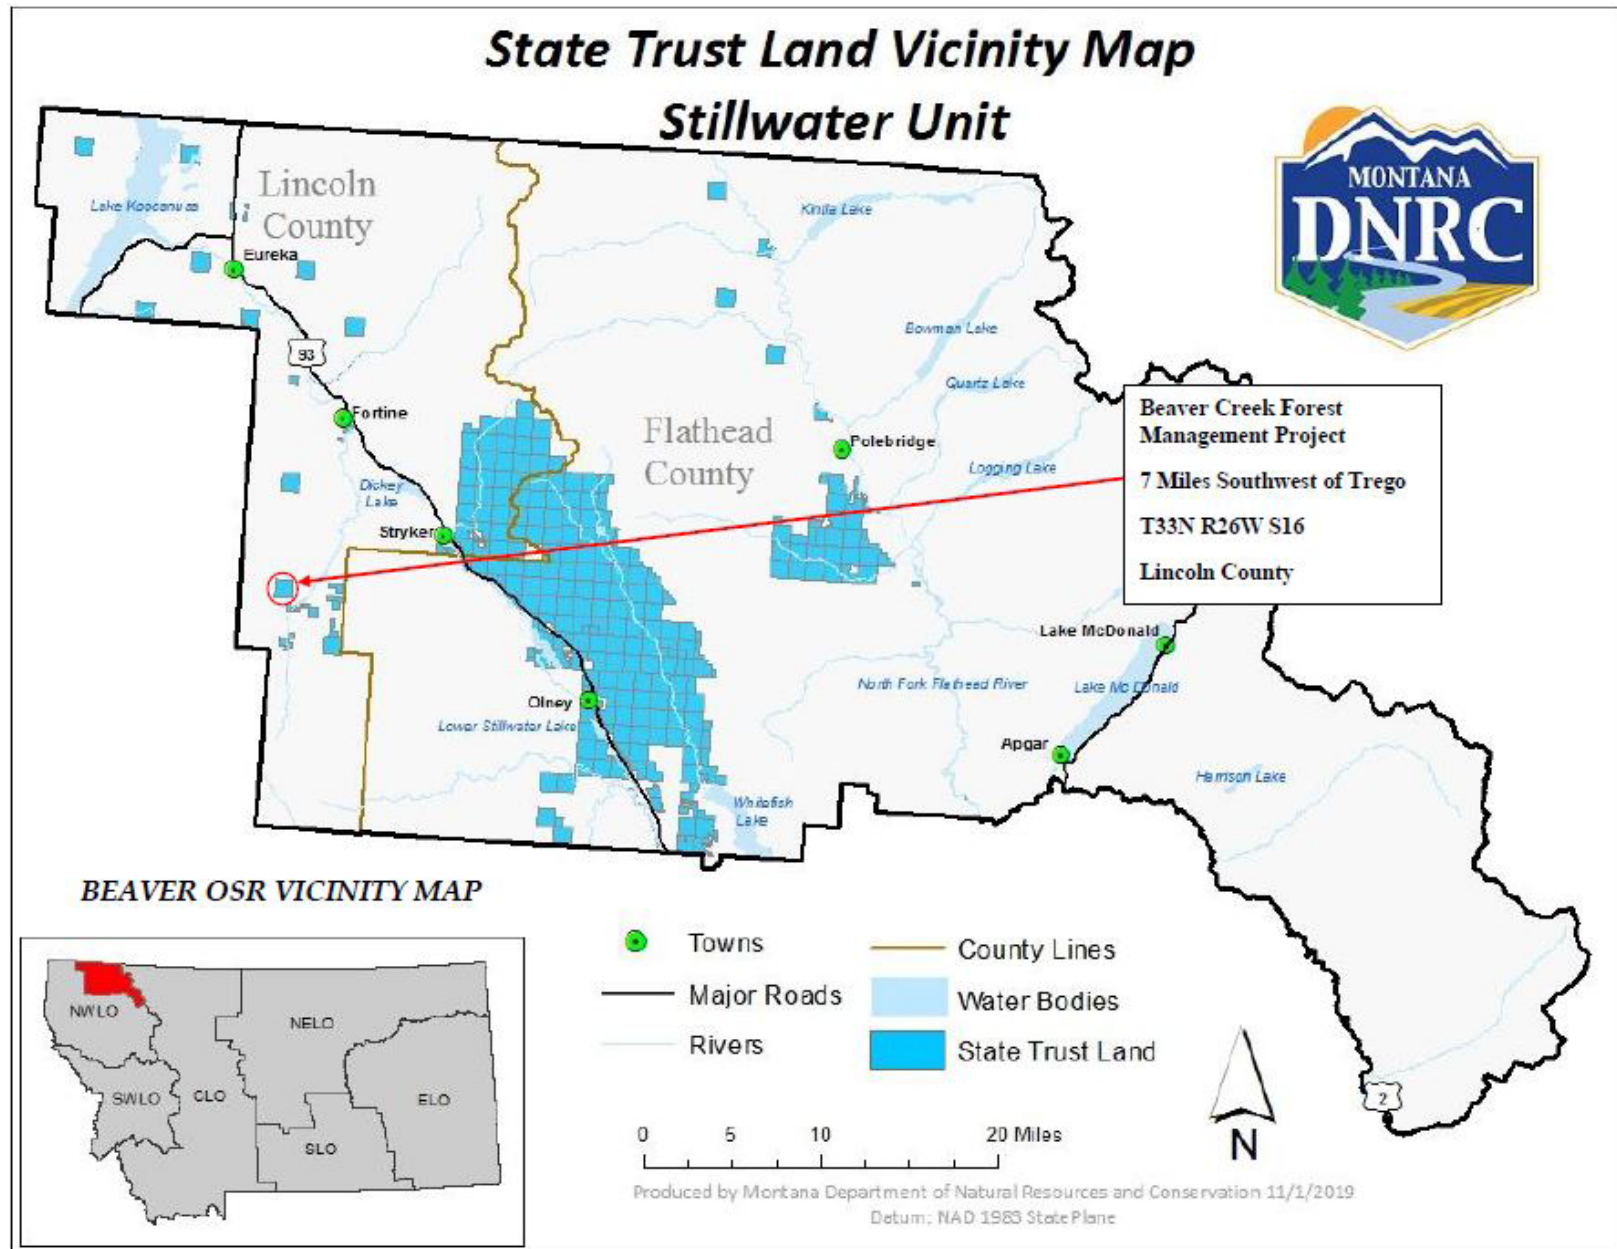 State Trust Land Vicinity Map
Stillwater Unit
MONTANA
DNRC
Lincoln
County
Lake Koocanusa
Eureka
93
Kintla Lake
Bowman Lake
Quartz Lake
Fortine
Flathead
County
Polebridge
Logging Lake
Dickey
Lake
Stryker
Beaver Creek Forest
Management Project
7 Miles Southwest of Trego
T33N R26W S16
Lincoln County
Lake McDonald
North Fork Flathead River
Lake McDonald
Olney
Lower Stillwater Lake
Apgar
Harrison Lake
Whitefish
Lake
BEAVER OSR VICINITY MAP
NWLO
SWLO
CLO
NELO
SLO
ELO
Towns
Major Roads
Rivers
County Lines
Water Bodies
State Trust Land
2
N
0 5 10 20 Miles
Produced by Montana Department of Natural Resources and Conservation 11/1/2019
Datum: NAD 1983 StatePlane